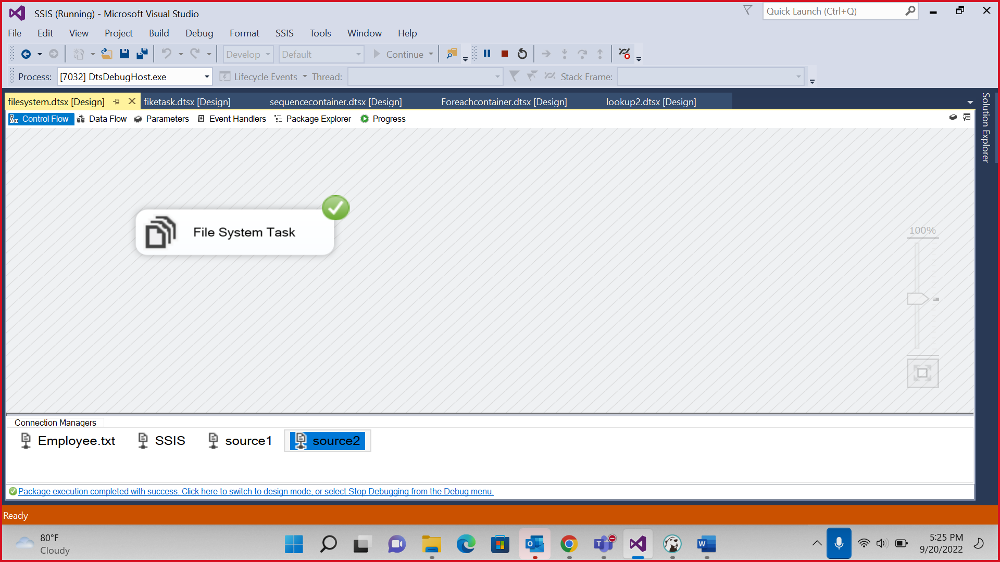 SSIS (Running) - Microsoft Visual Studio
Quick Launch (Ctrl+Q)
File Edit View Project Build Debug Format SSIS Tools Window Help
Develop Default Continue
Process: [7032] DtsDebugHost.exe Lifecycle Events Thread: Stack Frame:
filesystem.dtsx [Design] fiketask.dtsx [Design] sequencecontainer.dtsx [Design] Foreachcontainer.dtsx [Design] lookup2.dtsx [Design]
Solution Explorer
Control Flow Data Flow Parameters Event Handlers Package Explorer Progress
File System Task
100%
Connection Managers
Employee.txt SSIS source1 source2
Package execution completed with success. Click here to switch to design mode, or select Stop Debugging from the Debug menu.
Ready
80°F
Cloudy
5:25 PM
9/20/2022